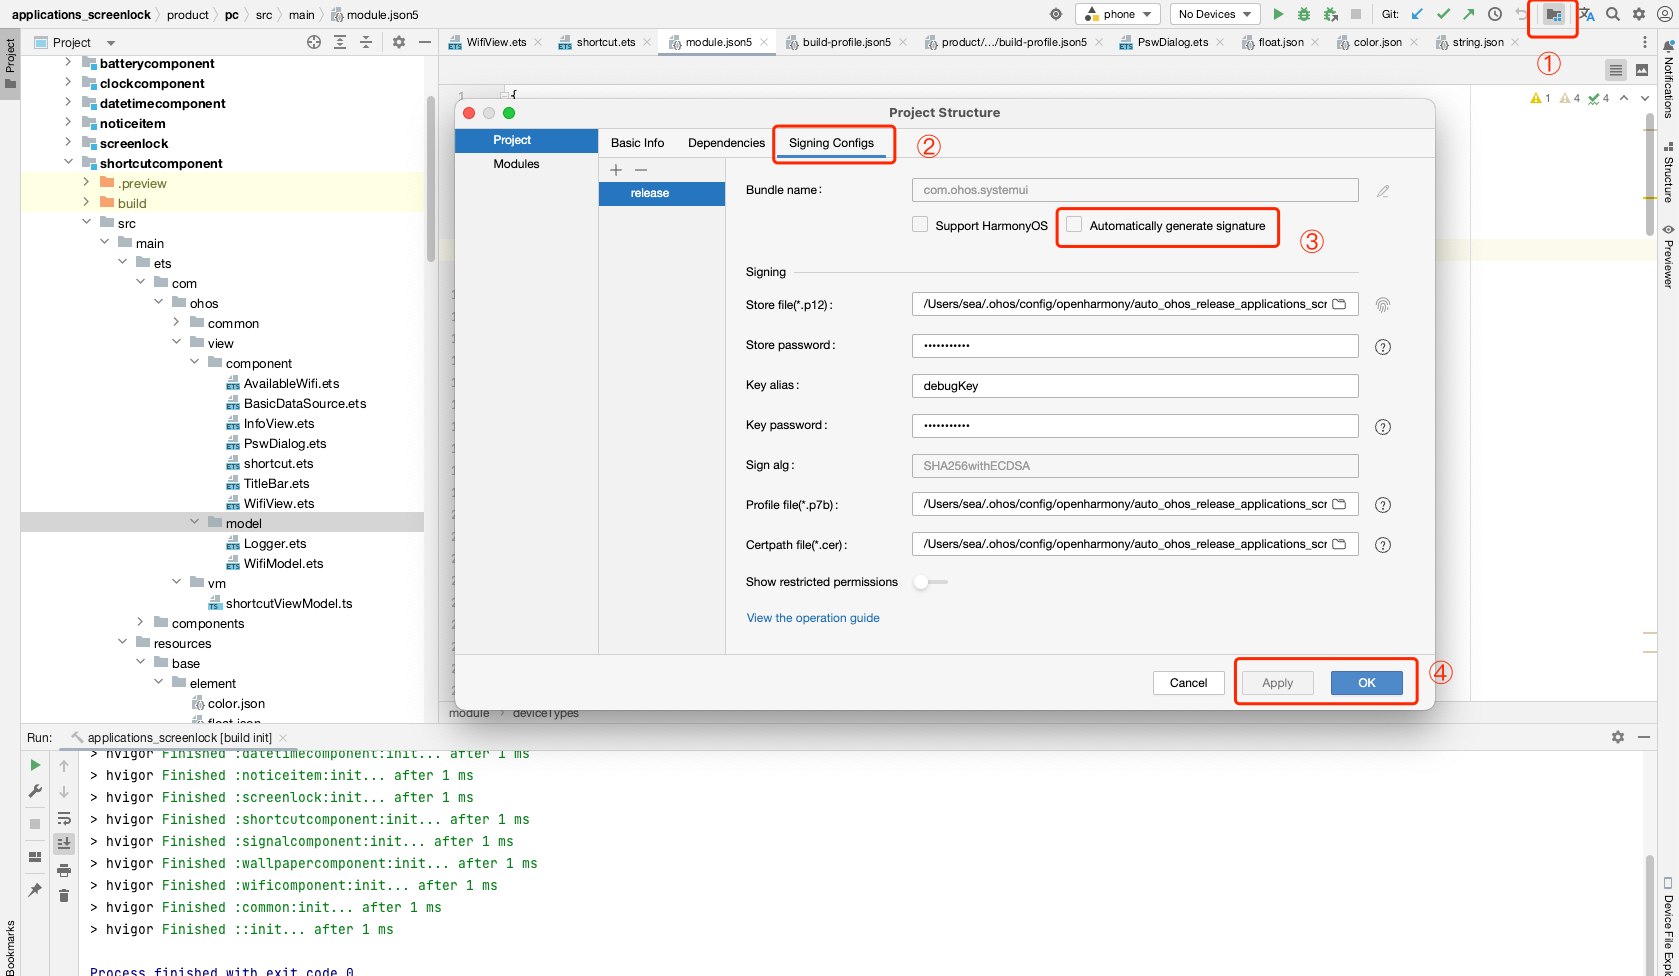 applications_screenlock product pc src main module.json5
phone No Devices Git:
①
Project
WifiView.ets shortcut.ets module.json5 build-profile.json5 product/.../build-profile.json5 PswDialog.ets float.json color.json string.json
Project
Notifications
Structure
Previewer
Device File Expl
Bookmarks
batterycomponent
clockcomponent
datetimecomponent
noticeitem
screenlock
shortcutcomponent
.preview
build
src
main
ets
com
ohos
common
view
component
AvailableWifi.ets
BasicDataSource.ets
InfoView.ets
PswDialog.ets
shortcut.ets
TitleBar.ets
WifiView.ets
model
Logger.ets
WifiModel.ets
vm
shortcutViewModel.ts
components
resources
base
element
color.json
float.json
1 {
1 4 4
Project Structure
Project
Modules
Basic Info Dependencies Signing Configs ②
release
Bundle name: com.ohos.systemui
Support HarmonyOS Automatically generate signature ③
Signing
Store file(*.p12): /Users/sea/.ohos/config/openharmony/auto_ohos_release_applications_scr
Store password: •••••••••••
Key alias: debugKey
Key password: •••••••••••
Sign alg: SHA256withECDSA
Profile file(*.p7b): /Users/sea/.ohos/config/openharmony/auto_ohos_release_applications_scr
Certpath file(*.cer): /Users/sea/.ohos/config/openharmony/auto_ohos_release_applications_scr
Show restricted permissions
View the operation guide
Cancel Apply OK ④
module deviceTypes
Run: applications_screenlock [build init]
> hvigor Finished :datetimecomponent:init... after 1 ms
> hvigor Finished :noticeitem:init... after 1 ms
> hvigor Finished :screenlock:init... after 1 ms
> hvigor Finished :shortcutcomponent:init... after 1 ms
> hvigor Finished :signalcomponent:init... after 1 ms
> hvigor Finished :wallpapercomponent:init... after 1 ms
> hvigor Finished :wificomponent:init... after 1 ms
> hvigor Finished :common:init... after 1 ms
> hvigor Finished ::init... after 1 ms
Process finished with exit code 0